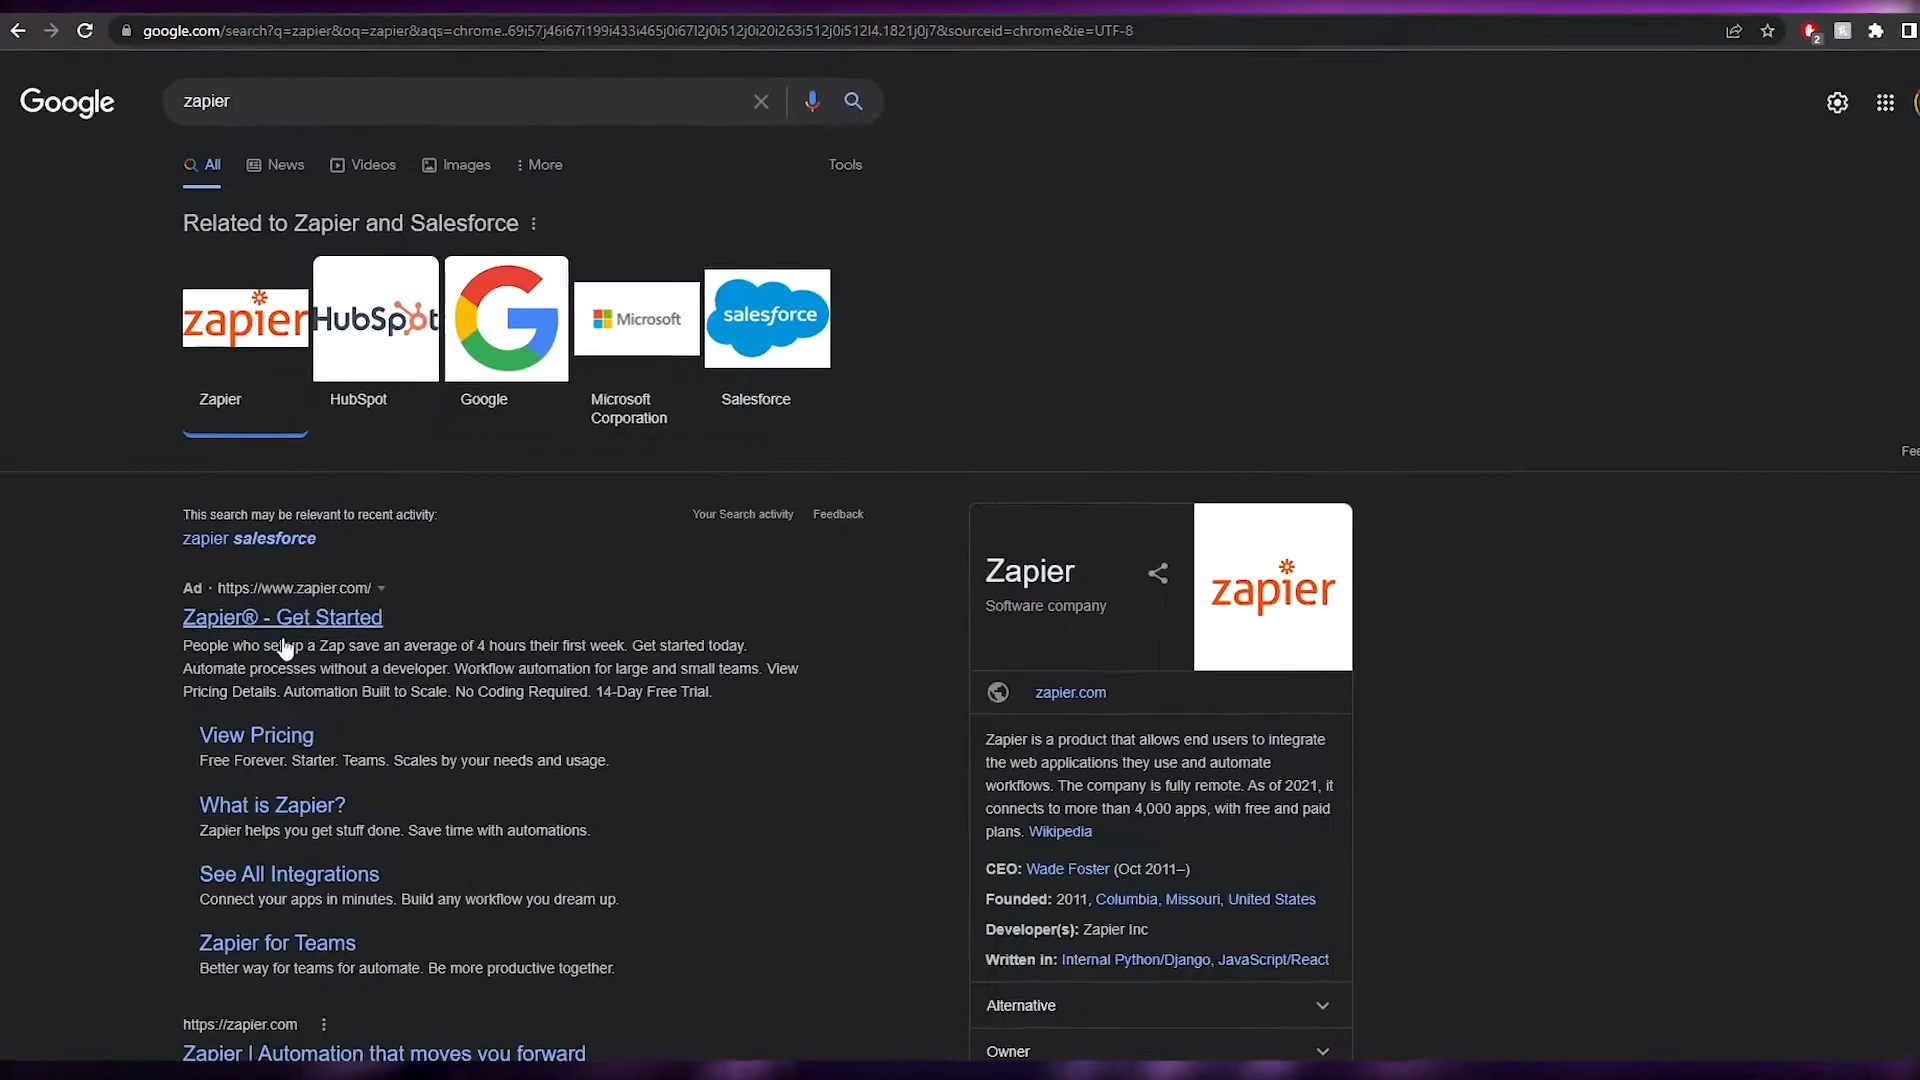 google.com/search?q=zapier&oq=zapier&aqs=chrome..69i57j46i67i199i433i465j0i67l2j0i512j0i20i263i512j0i512l4.1821j0j7&sourceid=chrome&ie=UTF-8
2
Google
zapier
All
News
Videos
Images
More
Tools
Related to Zapier and Salesforce
zapier
HubSpot
Microsoft
salesforce
Zapier
HubSpot
Google
Microsoft
Corporation
Salesforce
Fee
This search may be relevant to recent activity:
Your Search activity
Feedback
zapier salesforce
Ad · https://www.zapier.com/
Zapier® - Get Started
People who set up a Zap save an average of 4 hours their first week. Get started today.
Automate processes without a developer. Workflow automation for large and small teams. View
Pricing Details. Automation Built to Scale. No Coding Required. 14-Day Free Trial.
View Pricing
Free Forever. Starter. Teams. Scales by your needs and usage.
What is Zapier?
Zapier helps you get stuff done. Save time with automations.
See All Integrations
Connect your apps in minutes. Build any workflow you dream up.
Zapier for Teams
Better way for teams for automate. Be more productive together.
https://zapier.com
Zapier | Automation that moves you forward
Zapier
Software company
zapier
zapier.com
Zapier is a product that allows end users to integrate
the web applications they use and automate
workflows. The company is fully remote. As of 2021, it
connects to more than 4,000 apps, with free and paid
plans. Wikipedia
CEO: Wade Foster (Oct 2011–)
Founded: 2011, Columbia, Missouri, United States
Developer(s): Zapier Inc
Written in: Internal Python/Django, JavaScript/React
Alternative
Owner